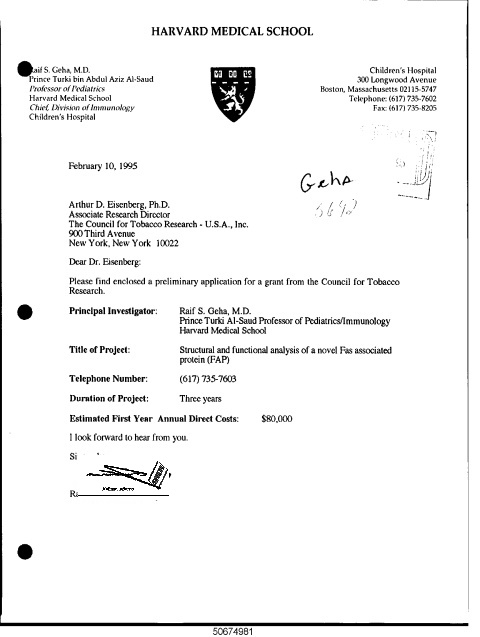 HARVARD MEDICAL SCHOOL
Raif S. Geha, M.D.
Prince Turki bin Abdul Aziz Al-Saud
Professor of Pediatrics
Harvard Medical School
Chief, Division of Immunology
Children's Hospital
Children's Hospital
300 Longwood Avenue
Boston, Massachusetts 02115-5747
Telephone: (617) 735-7602
Fax: (617) 735-8205
February 10, 1995
Geha
5642
Arthur D. Eisenberg, Ph.D.
Associate Research Director
The Council for Tobacco Research - U.S.A., Inc.
900 Third Avenue
New York, New York 10022
Dear Dr. Eisenberg:
Please find enclosed a preliminary application for a grant from the Council for Tobacco
Research.
Principal Investigator: Raif S. Geha, M.D.
Prince Turki Al-Saud Professor of Pediatrics/Immunology
Harvard Medical School
Title of Project: Structural and functional analysis of a novel Fas associated
protein (FAP)
Telephone Number: (617) 735-7603
Duration of Project: Three years
Estimated First Year Annual Direct Costs: $80,000
I look forward to hear from you.
Si
R
50674981